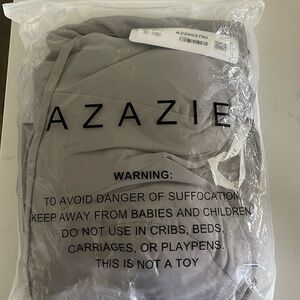 AZAZIE
WARNING:
TO AVOID DANGER OF SUFFOCATION
KEEP AWAY FROM BABIES AND CHILDREN
DO NOT USE IN CRIBS, BEDS,
CARRIAGES, OR PLAYPENS.
THIS IS NOT A TOY